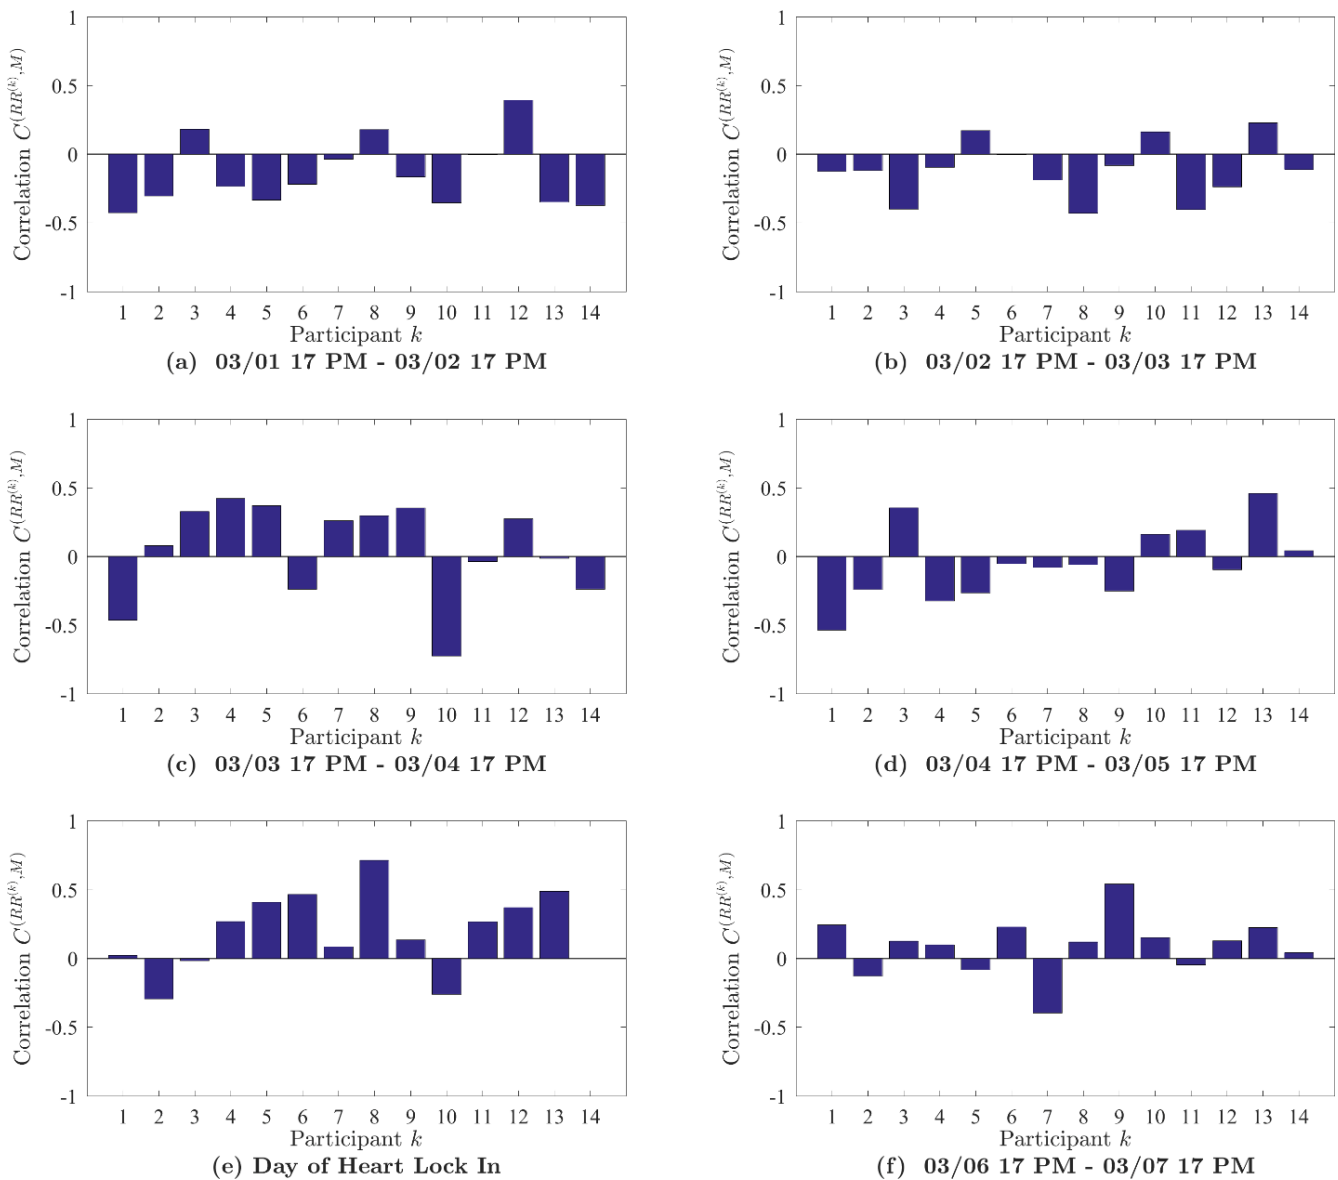 1
0.5
0
-0.5
-1
Correlation C^(RR^(k),M)
1 2 3 4 5 6 7 8 9 10 11 12 13 14
Participant k
(a) 03/01 17 PM - 03/02 17 PM
1
0.5
0
-0.5
-1
Correlation C^(RR^(k),M)
1 2 3 4 5 6 7 8 9 10 11 12 13 14
Participant k
(b) 03/02 17 PM - 03/03 17 PM
1
0.5
0
-0.5
-1
Correlation C^(RR^(k),M)
1 2 3 4 5 6 7 8 9 10 11 12 13 14
Participant k
(c) 03/03 17 PM - 03/04 17 PM
1
0.5
0
-0.5
-1
Correlation C^(RR^(k),M)
1 2 3 4 5 6 7 8 9 10 11 12 13 14
Participant k
(d) 03/04 17 PM - 03/05 17 PM
1
0.5
0
-0.5
-1
Correlation C^(RR^(k),M)
1 2 3 4 5 6 7 8 9 10 11 12 13 14
Participant k
(e) Day of Heart Lock In
1
0.5
0
-0.5
-1
Correlation C^(RR^(k),M)
1 2 3 4 5 6 7 8 9 10 11 12 13 14
Participant k
(f) 03/06 17 PM - 03/07 17 PM